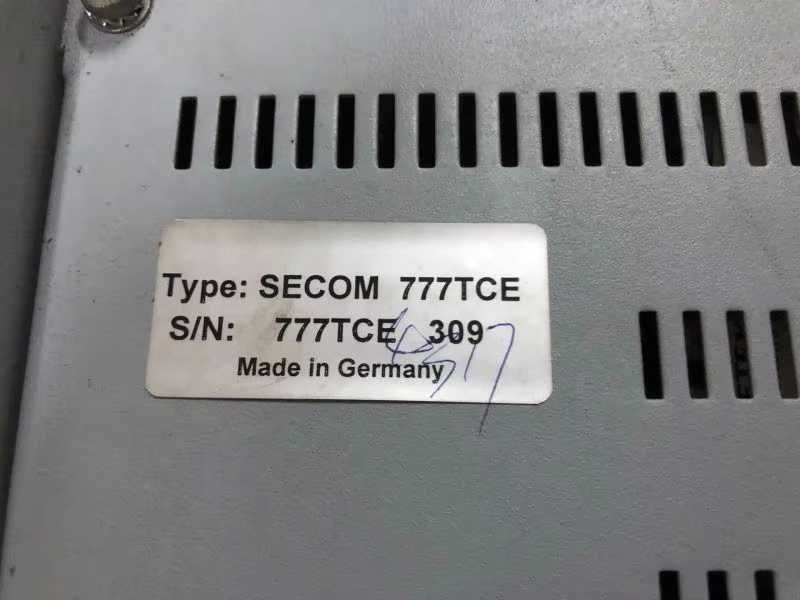 Type: SECOM 777TCE
S/N: 777TCE 309
Made in Germany